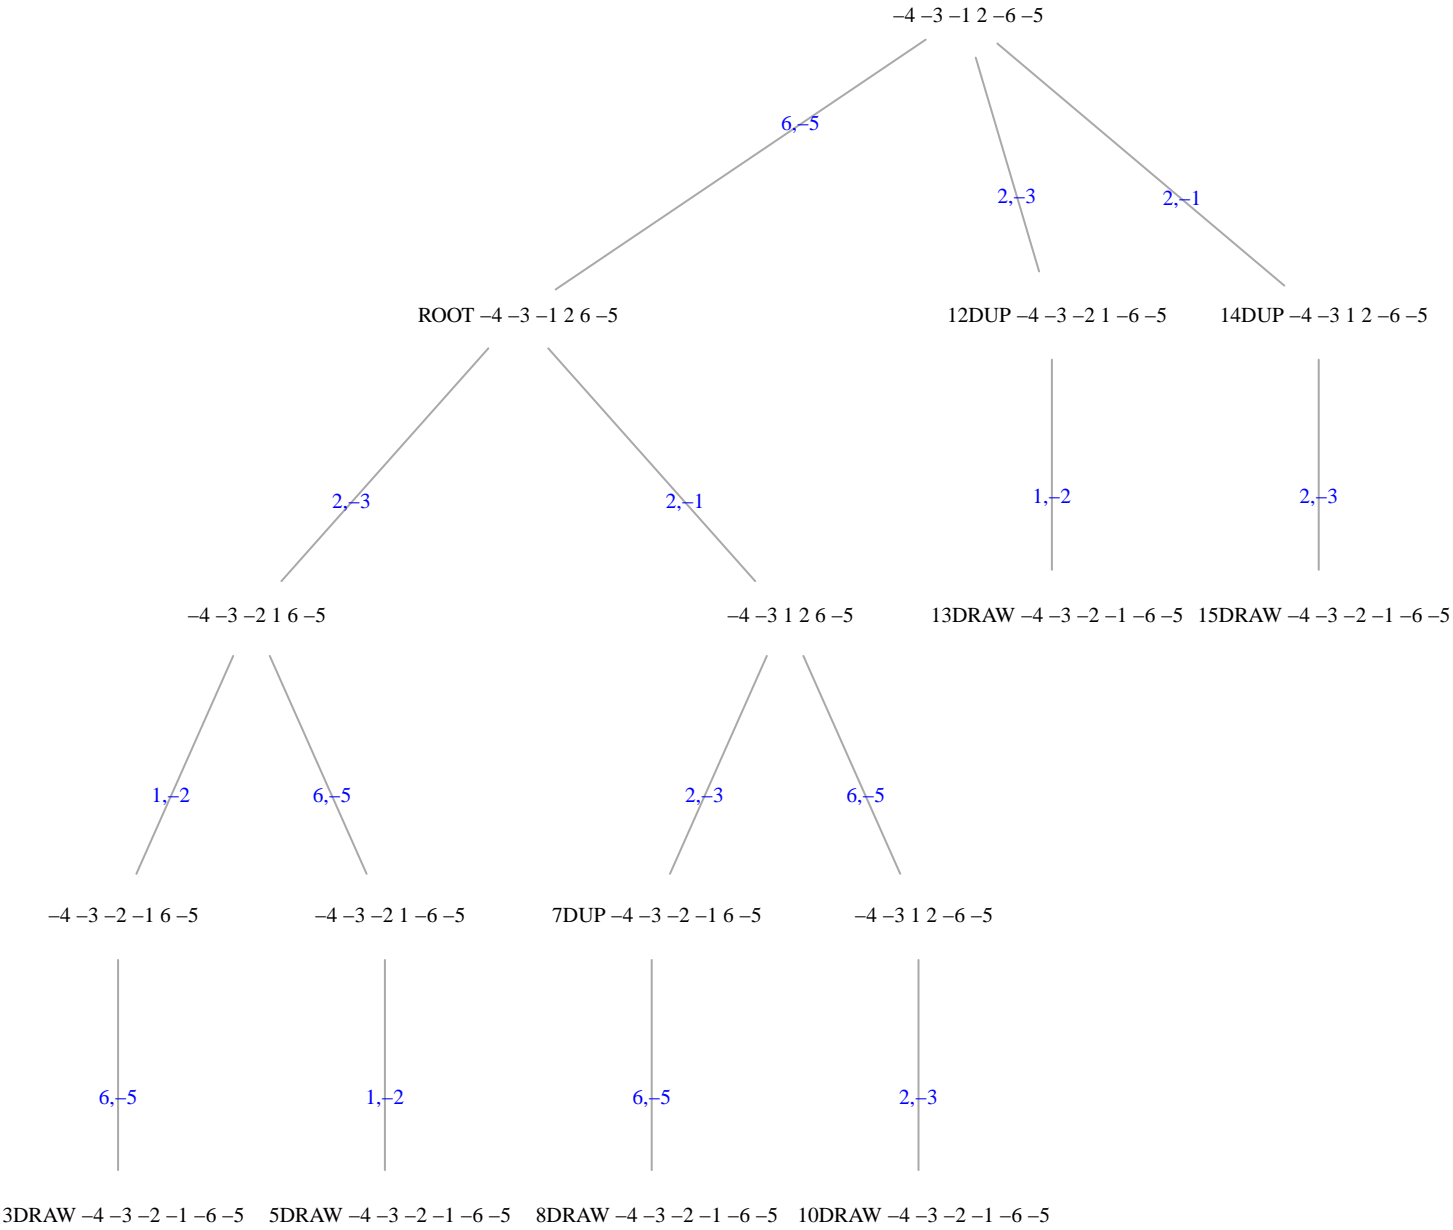 –4 –3 –1 2 –6 –5
6,–5
2,–3
2,–1
ROOT –4 –3 –1 2 6 –5
12DUP –4 –3 –2 1 –6 –5
14DUP –4 –3 1 2 –6 –5
2,–3
2,–1
1,–2
2,–3
–4 –3 –2 1 6 –5
–4 –3 1 2 6 –5
13DRAW –4 –3 –2 –1 –6 –5
15DRAW –4 –3 –2 –1 –6 –5
1,–2
6,–5
2,–3
6,–5
–4 –3 –2 –1 6 –5
–4 –3 –2 1 –6 –5
7DUP –4 –3 –2 –1 6 –5
–4 –3 1 2 –6 –5
6,–5
1,–2
6,–5
2,–3
3DRAW –4 –3 –2 –1 –6 –5
5DRAW –4 –3 –2 –1 –6 –5
8DRAW –4 –3 –2 –1 –6 –5
10DRAW –4 –3 –2 –1 –6 –5